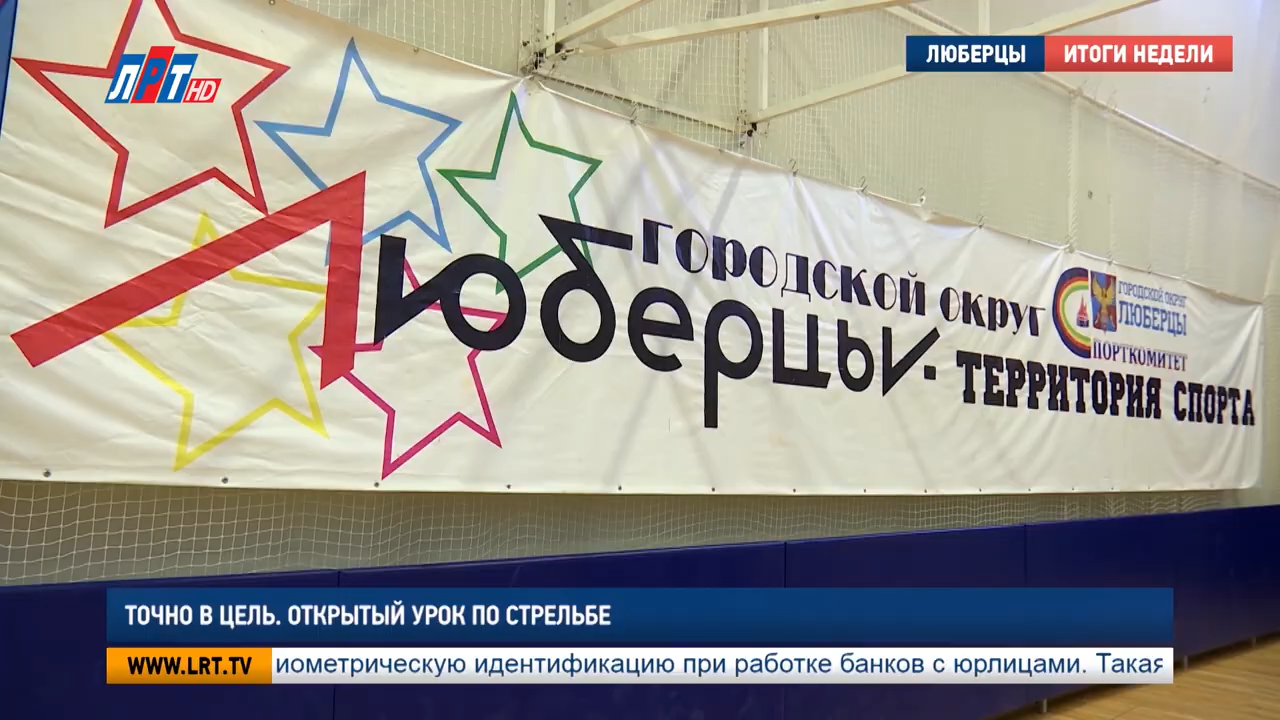 ЛРТ HD
ЛЮБЕРЦЫ ИТОГИ НЕДЕЛИ
ГОРОДСКОЙ ОКРУГ
Люберцы - ТЕРРИТОРИЯ СПОРТА
ГОРОДСКОЙ ОКРУГ
ЛЮБЕРЦЫ
ПОРТКОМИТЕТ
ТОЧНО В ЦЕЛЬ. ОТКРЫТЫЙ УРОК ПО СТРЕЛЬБЕ
WWW.LRT.TV иометрическую идентификацию при работке банков с юрлицами. Такая